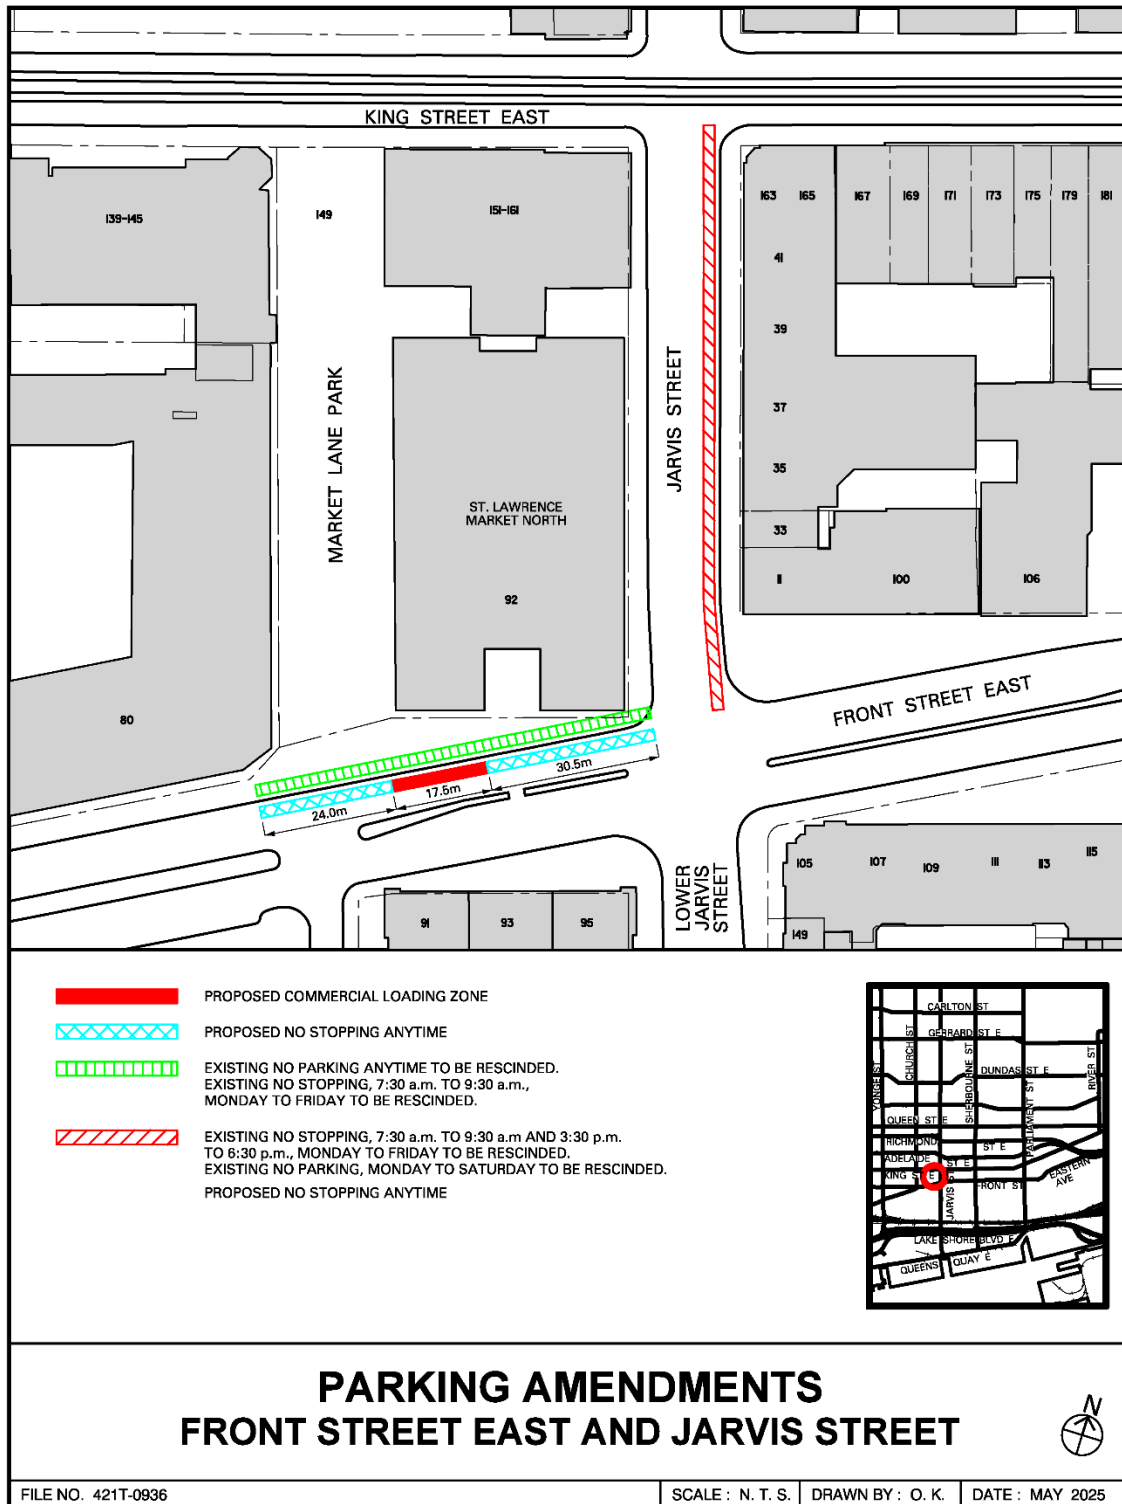 KING STREET EAST
139-145
149
151-161
163 165 167 169 171 173 175 179 181
41
39
37
35
33
11 100 106
JARVIS STREET
MARKET LANE PARK
ST. LAWRENCE
MARKET NORTH
92
80
FRONT STREET EAST
30.5m
17.5m
24.0m
LOWER
JARVIS
STREET
91 93 95
105 107 109 111 113 115
149
PROPOSED COMMERCIAL LOADING ZONE
PROPOSED NO STOPPING ANYTIME
EXISTING NO PARKING ANYTIME TO BE RESCINDED.
EXISTING NO STOPPING, 7:30 a.m. TO 9:30 a.m.,
MONDAY TO FRIDAY TO BE RESCINDED.
EXISTING NO STOPPING, 7:30 a.m. TO 9:30 a.m AND 3:30 p.m.
TO 6:30 p.m., MONDAY TO FRIDAY TO BE RESCINDED.
EXISTING NO PARKING, MONDAY TO SATURDAY TO BE RESCINDED.
PROPOSED NO STOPPING ANYTIME
CARLTON ST
GERRARD ST E
DUNDAS ST E
YONGE ST
CHURCH ST
SHERBOURNE ST
PARLIAMENT ST
RIVER ST
QUEEN ST E
RICHMOND ST E
ADELAIDE ST E
KING ST E
FRONT ST
EASTERN
AVE
JARVIS ST
LAKE SHORE BLVD E
QUEENS QUAY E
PARKING AMENDMENTS
FRONT STREET EAST AND JARVIS STREET
N
FILE NO. 421T-0936
SCALE : N. T. S.
DRAWN BY : O. K.
DATE : MAY 2025